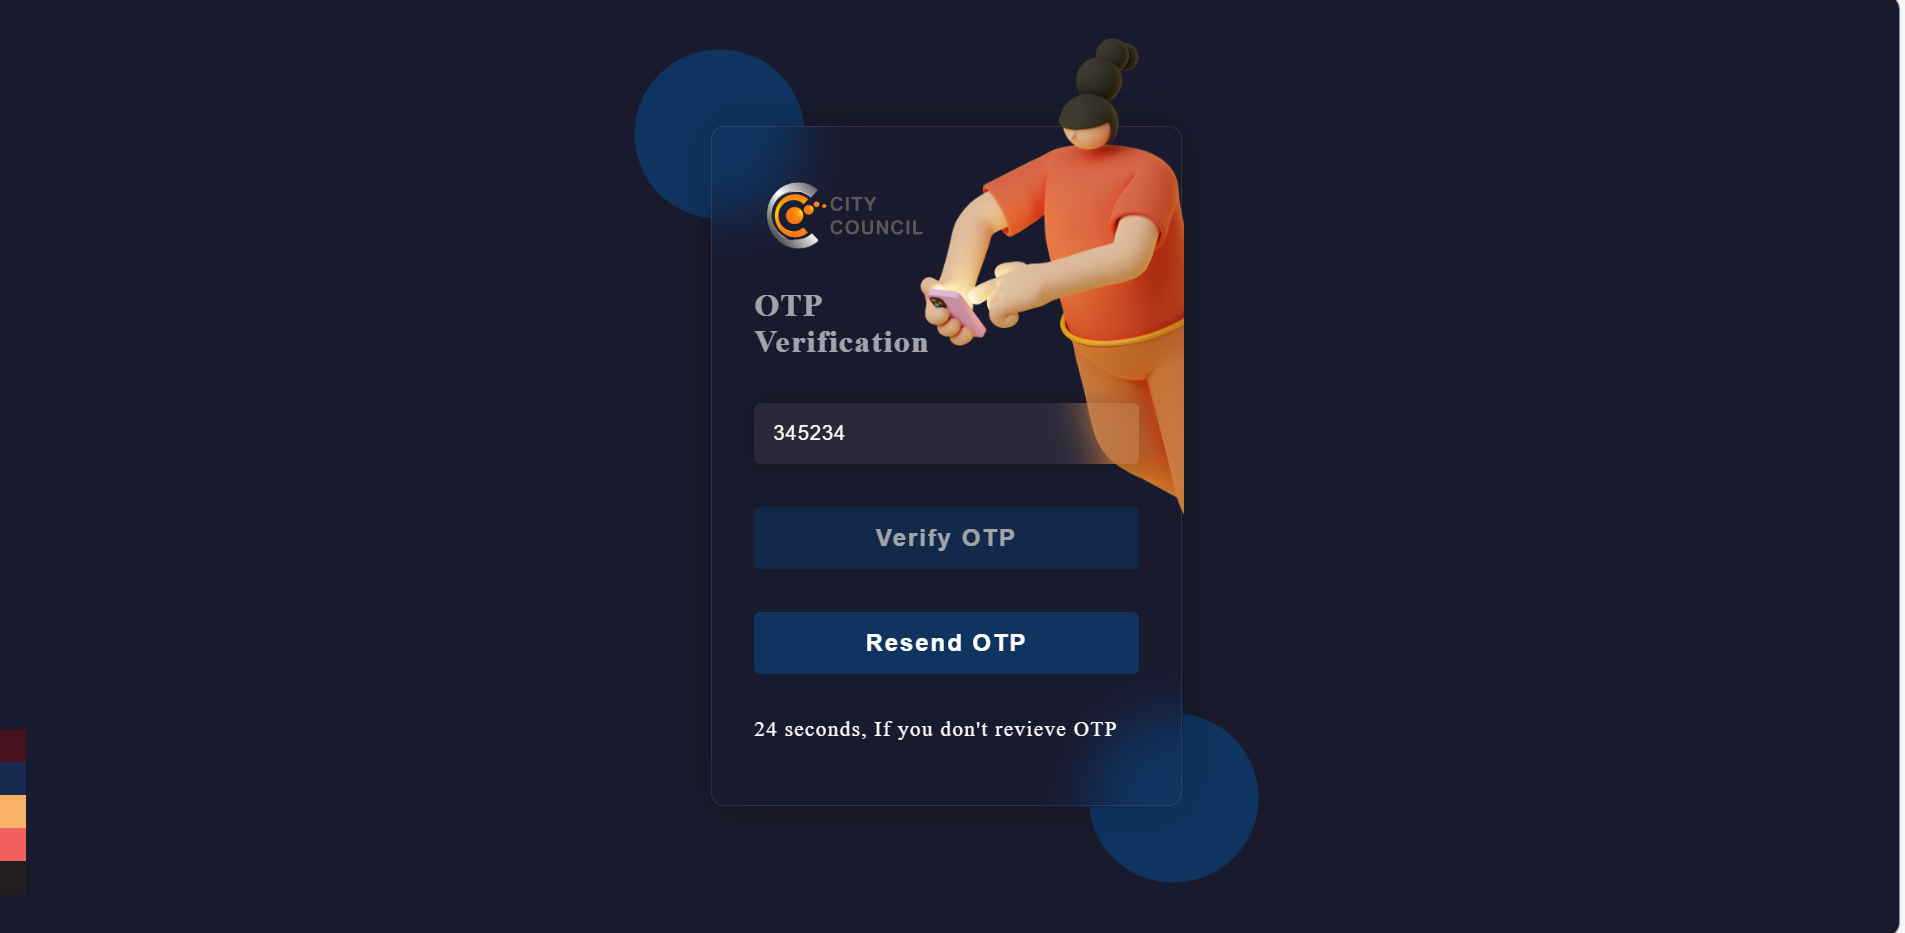 CITY
COUNCIL
OTP
Verification
345234
Verify OTP
Resend OTP
24 seconds, If you don't revieve OTP